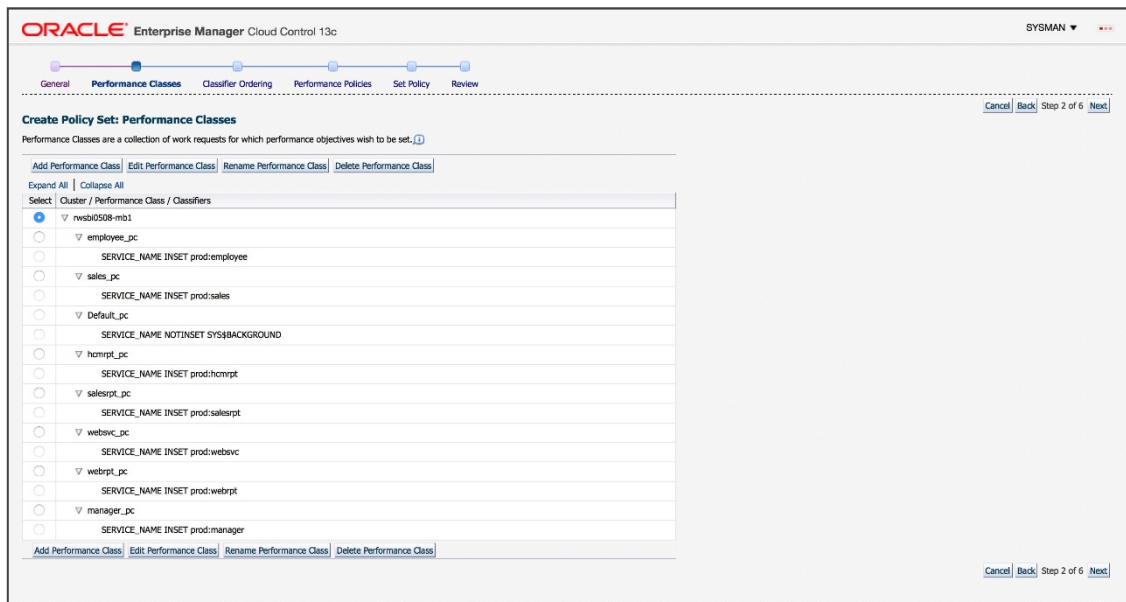 ORACLE® Enterprise Manager Cloud Control 13c
SYSMAN ▼
General Performance Classes Classifier Ordering Performance Policies Set Policy Review
Cancel Back Step 2 of 6 Next
Create Policy Set: Performance Classes
Performance Classes are a collection of work requests for which performance objectives wish to be set.
Add Performance Class Edit Performance Class Rename Performance Class Delete Performance Class
Expand All | Collapse All
Select Cluster / Performance Class / Classifiers
rwsbi0508-mb1
employee_pc
SERVICE_NAME INSET prod:employee
sales_pc
SERVICE_NAME INSET prod:sales
Default_pc
SERVICE_NAME NOTINSET SYS$BACKGROUND
hcmrpt_pc
SERVICE_NAME INSET prod:hcmrpt
salesrpt_pc
SERVICE_NAME INSET prod:salesrpt
websvc_pc
SERVICE_NAME INSET prod:websvc
webrpt_pc
SERVICE_NAME INSET prod:webrpt
manager_pc
SERVICE_NAME INSET prod:manager
Add Performance Class Edit Performance Class Rename Performance Class Delete Performance Class
Cancel Back Step 2 of 6 Next